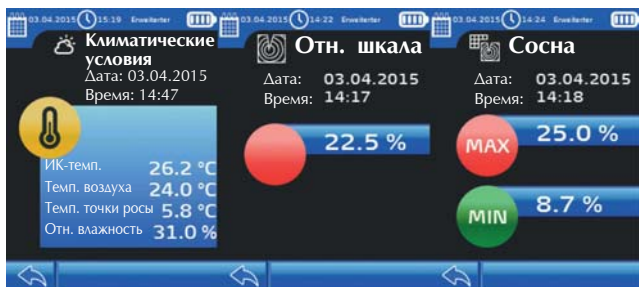 03.04.2015 15:19 Erweiterter
Климатические
условия
Дата: 03.04.2015
Время: 14:47
ИК-темп. 26.2 °C
Темп. воздуха 24.0 °C
Темп. точки росы 5.8 °C
Отн. влажность 31.0 %
03.04.2015 14:22 Erweiterter
Отн. шкала
Дата: 03.04.2015
Время: 14:17
22.5 %
03.04.2015 14:24 Erweiterter
Сосна
Дата: 03.04.2015
Время: 14:18
MAX 25.0 %
MIN 8.7 %